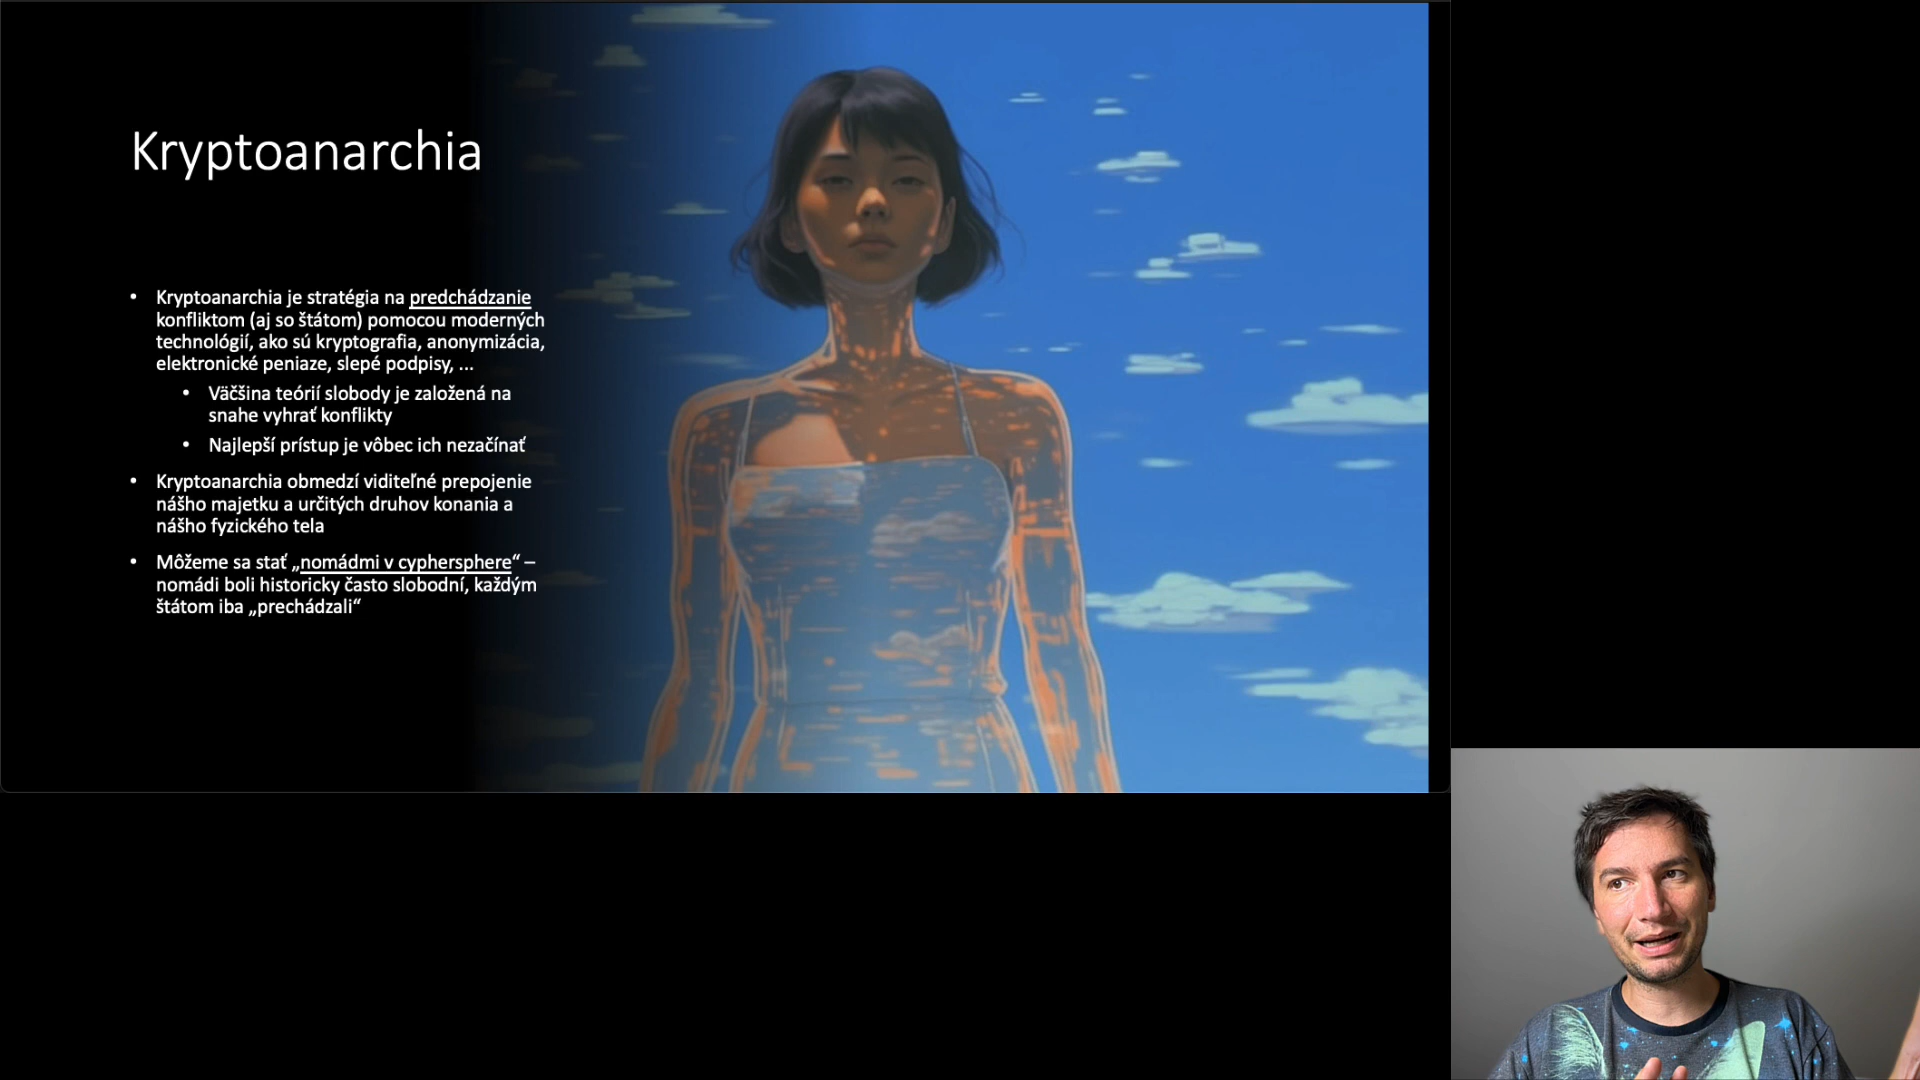 Kryptoanarchia
• Kryptoanarchia je stratégia na predchádzanie
konfliktom (aj so štátom) pomocou moderných
technológií, ako sú kryptografia, anonymizácia,
elektronické peniaze, slepé podpisy, ...
• Väčšina teórií slobody je založená na
snahe vyhrať konflikty
• Najlepší prístup je vôbec ich nezačínať
• Kryptoanarchia obmedzí viditeľné prepojenie
nášho majetku a určitých druhov konania a
nášho fyzického tela
• Môžeme sa stať „nomádmi v cyphersphere“ –
nomádi boli historicky často slobodní, každým
štátom iba „prechádzali“